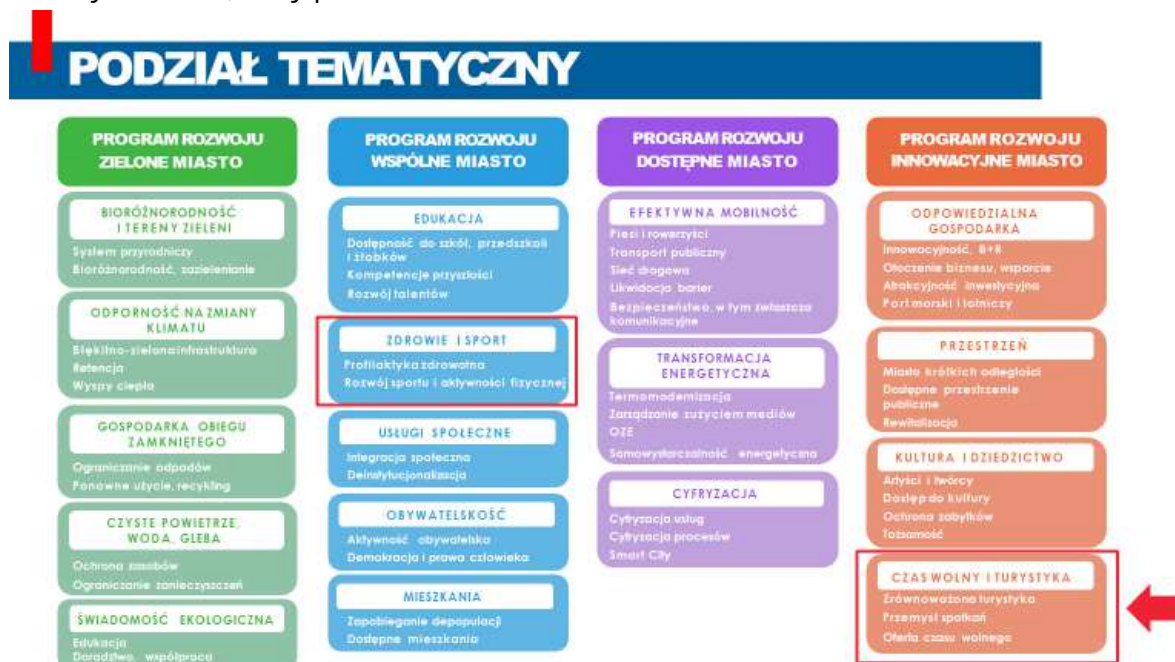 PODZIAŁ TEMATYCZNY
PROGRAM ROZWOJU
ZIELONE MIASTO
BIORÓŻNORODNOŚĆ
I TERENY ZIELENI
System przyrodniczy
Bioróżnorodność, zazielenianie
ODPORNOŚĆ NA ZMIANY
KLIMATU
Błękitno-zielona infrastruktura
Retencja
Wyspy ciepła
GOSPODARKA OBIEGU
ZAMKNIĘTEGO
Ograniczanie odpadów
Ponowne użycie, recykling
CZYSTE POWIETRZE,
WODA, GLEBA
Ochrona zasobów
Ograniczanie zanieczyszczeń
ŚWIADOMOŚĆ EKOLOGICZNA
Edukacja
Doradztwo, współpraca
PROGRAM ROZWOJU
WSPÓLNE MIASTO
EDUKACJA
Dostępność do szkół, przedszkoli
i żłobków
Kompetencje przyszłości
Rozwój talentów
ZDROWIE I SPORT
Profilaktyka zdrowotna
Rozwój sportu i aktywności fizycznej
USŁUGI SPOŁECZNE
Integracja społeczna
Deinstytucjonalizacja
OBYWATELSKOŚĆ
Aktywność obywatelska
Demokracja i prawa człowieka
MIESZKANIA
Zapobieganie depopulacji
Dostępne mieszkania
PROGRAM ROZWOJU
DOSTĘPNE MIASTO
EFEKTYWNA MOBILNOŚĆ
Piesi i rowerzyści
Transport publiczny
Sieć drogowa
Likwidacja barier
Bezpieczeństwo, w tym zwłaszcza
komunikacyjne
TRANSFORMACJA
ENERGETYCZNA
Termomodernizacja
Zarządzanie zużyciem mediów
OZE
Samowystarczalność energetyczna
CYFRYZACJA
Cyfryzacja usług
Cyfryzacja procesów
Smart City
PROGRAM ROZWOJU
INNOWACYJNE MIASTO
ODPOWIEDZIALNA
GOSPODARKA
Innowacyjność, B+R
Otoczenie biznesu, wsparcie
Atrakcyjność inwestycyjna
Port morski i lotniczy
PRZESTRZEŃ
Miasto krótkich odległości
Dostępne przestrzenie
publiczne
Rewitalizacja
KULTURA I DZIEDZICTWO
Artyści i twórcy
Dostęp do kultury
Ochrona zabytków
Tożsamość
CZAS WOLNY I TURYSTYKA
Zrównoważona turystyka
Przemysł spotkań
Oferta czasu wolnego